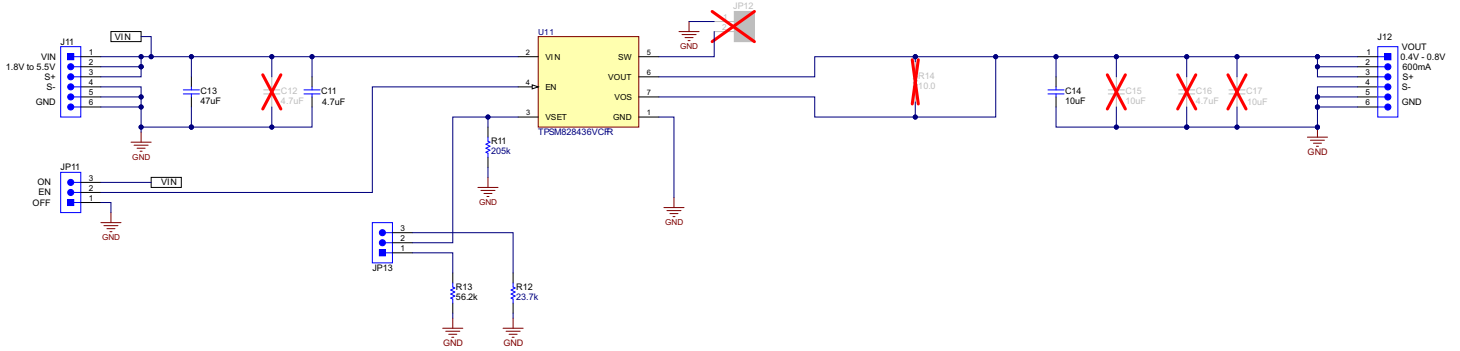 JP12
1
2
GND
U11
VIN
J11
VIN
1.8V to 5.5V
S+
S-
GND
1
2
3
4
5
6
C13
47uF
C12
4.7uF
C11
4.7uF
GND
2
VIN
4
EN
3
VSET
SW
5
VOUT
6
VOS
7
GND
1
TPSM828436VCFR
R14
10.0
C14
10uF
C15
10uF
C16
4.7uF
C17
10uF
J12
VOUT
0.4V - 0.8V
600mA
S+
S-
GND
1
2
3
4
5
6
GND
R11
205k
GND
GND
JP11
ON
EN
OFF
3
2
1
VIN
GND
JP13
3
2
1
R13
56.2k
R12
23.7k
GND
GND